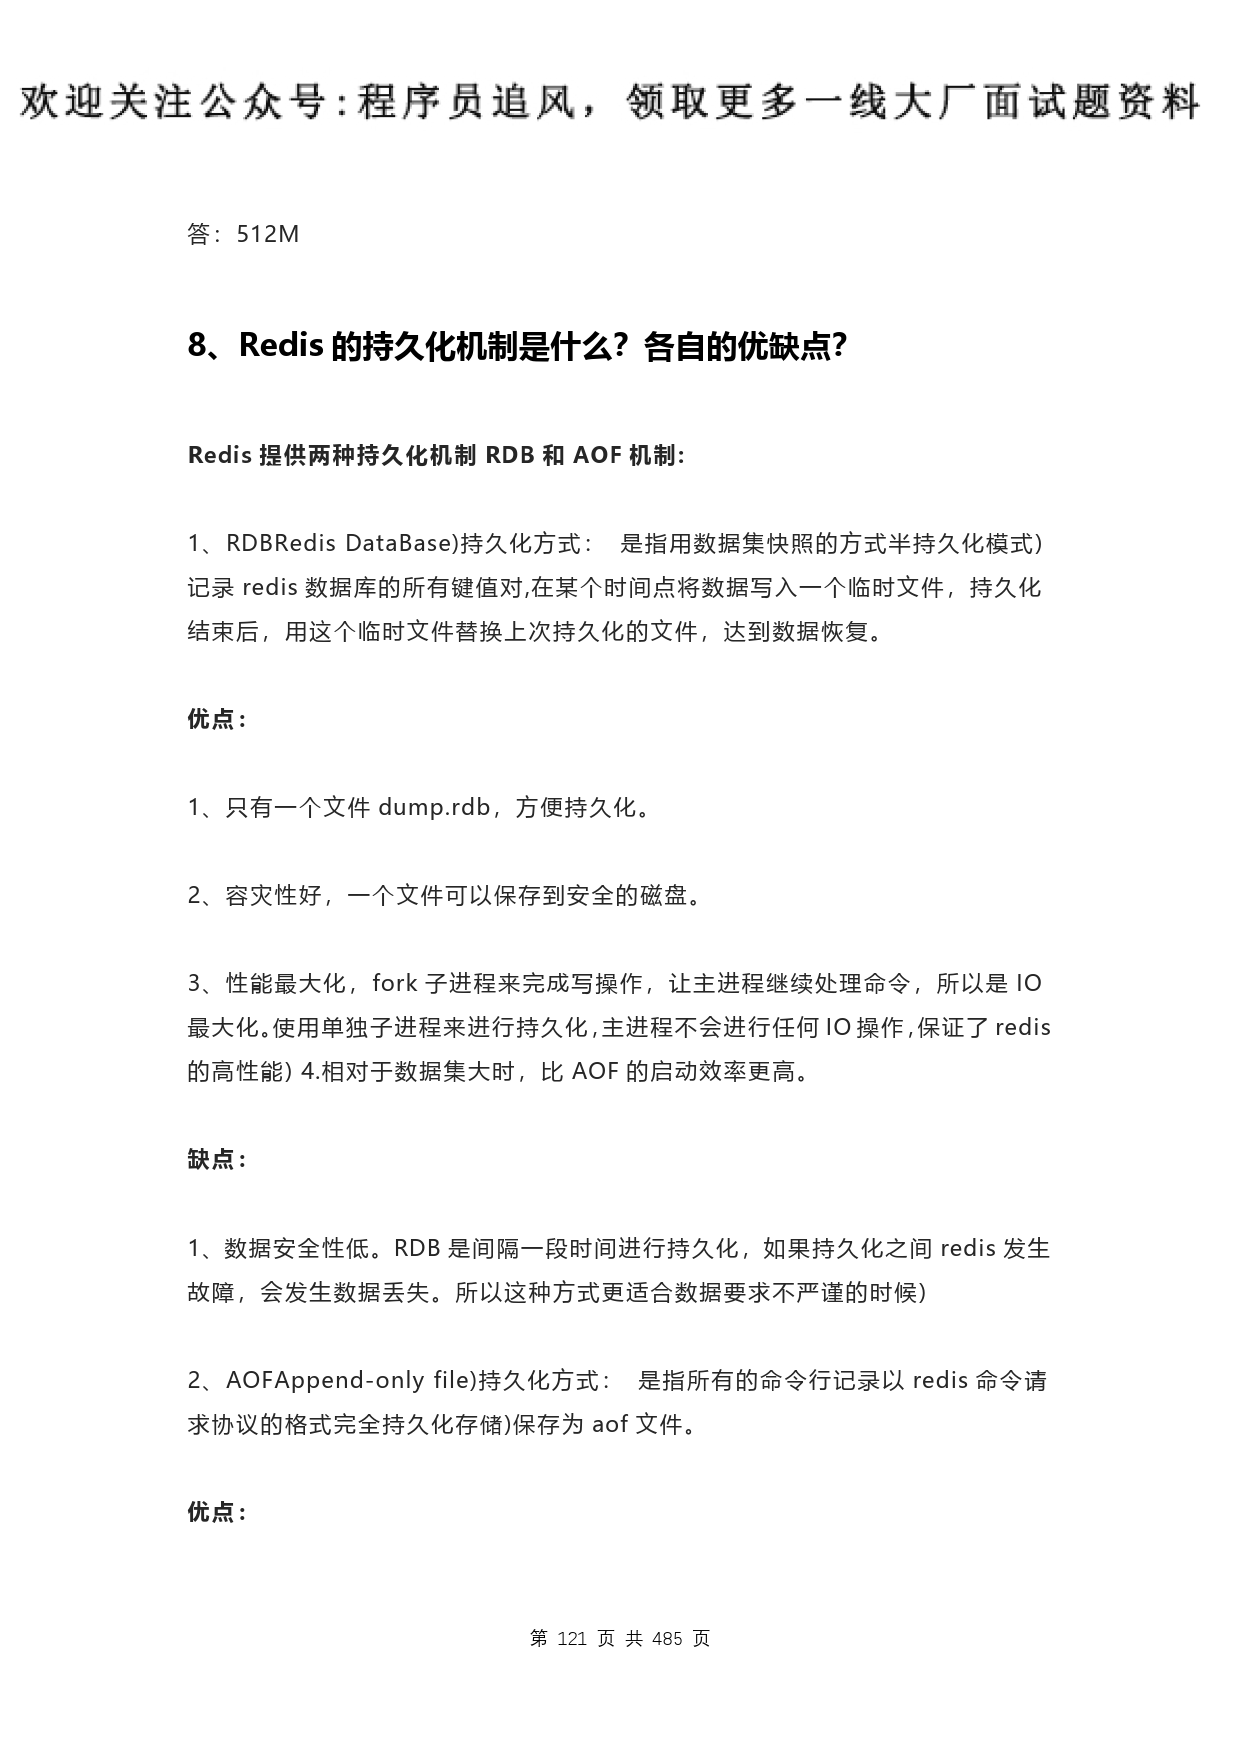 欢迎关注公众号:程序员追风，领取更多一线大厂面试题资料
答：512M
8、Redis 的持久化机制是什么？各自的优缺点？
Redis 提供两种持久化机制 RDB 和 AOF 机制:
1、RDBRedis DataBase)持久化方式： 是指用数据集快照的方式半持久化模式)
记录 redis 数据库的所有键值对,在某个时间点将数据写入一个临时文件，持久化
结束后，用这个临时文件替换上次持久化的文件，达到数据恢复。
优点：
1、只有一个文件 dump.rdb，方便持久化。
2、容灾性好，一个文件可以保存到安全的磁盘。
3、性能最大化，fork 子进程来完成写操作，让主进程继续处理命令，所以是 IO
最大化。使用单独子进程来进行持久化，主进程不会进行任何 IO 操作，保证了 redis
的高性能) 4.相对于数据集大时，比 AOF 的启动效率更高。
缺点：
1、数据安全性低。RDB 是间隔一段时间进行持久化，如果持久化之间 redis 发生
故障，会发生数据丢失。所以这种方式更适合数据要求不严谨的时候)
2、AOFAppend-only file)持久化方式： 是指所有的命令行记录以 redis 命令请
求协议的格式完全持久化存储)保存为 aof 文件。
优点：
第 121 页 共 485 页